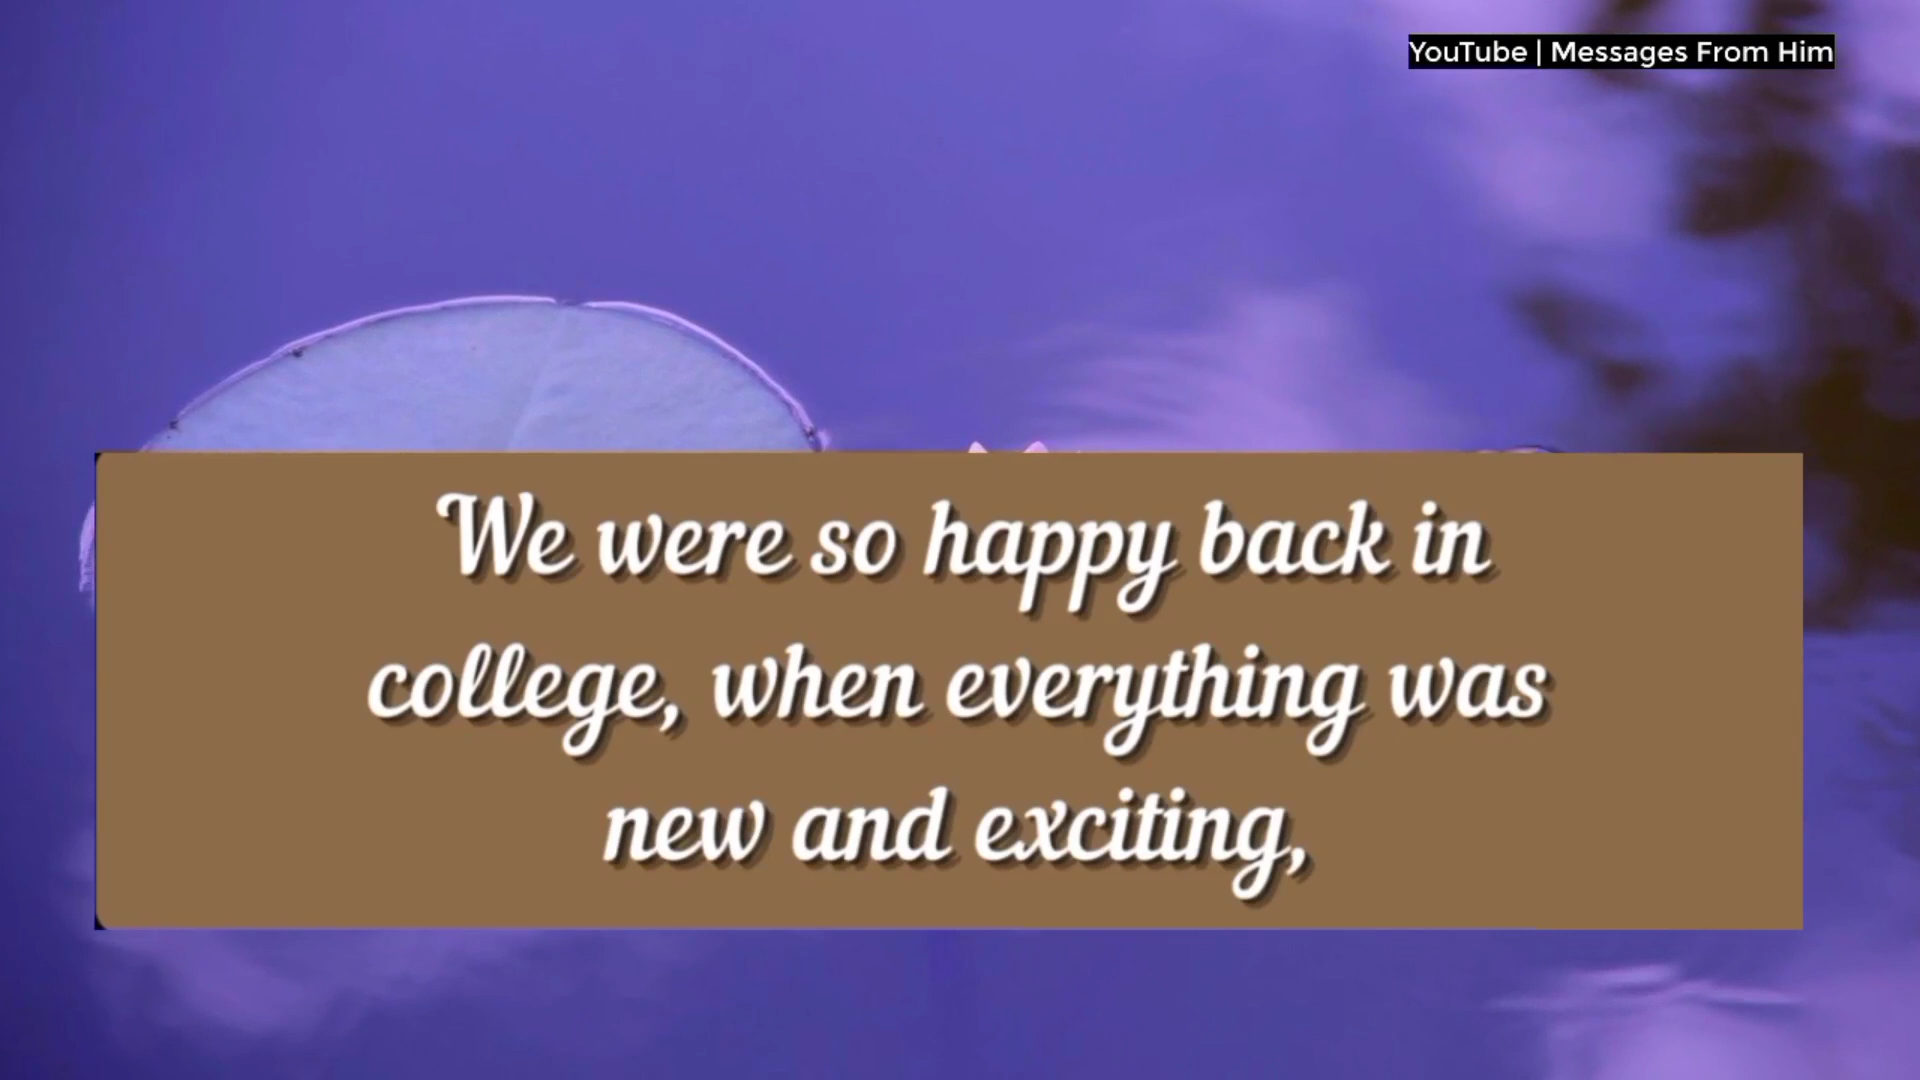 YouTube | Messages From Him
We were so happy back in
college, when everything was
new and exciting,